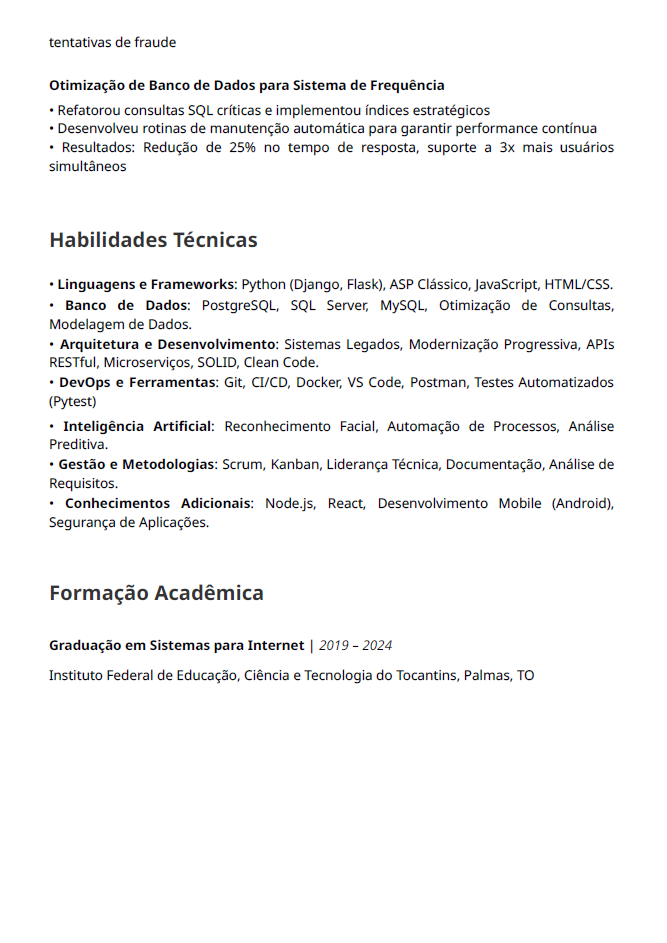 tentativas de fraude
Otimização de Banco de Dados para Sistema de Frequência
• Refatorou consultas SQL críticas e implementou índices estratégicos
• Desenvolveu rotinas de manutenção automática para garantir performance contínua
• Resultados: Redução de 25% no tempo de resposta, suporte a 3x mais usuários
simultâneos
Habilidades Técnicas
• Linguagens e Frameworks: Python (Django, Flask), ASP Clássico, JavaScript, HTML/CSS.
• Banco de Dados: PostgreSQL, SQL Server, MySQL, Otimização de Consultas,
Modelagem de Dados.
• Arquitetura e Desenvolvimento: Sistemas Legados, Modernização Progressiva, APIs
RESTful, Microserviços, SOLID, Clean Code.
• DevOps e Ferramentas: Git, CI/CD, Docker, VS Code, Postman, Testes Automatizados
(Pytest)
• Inteligência Artificial: Reconhecimento Facial, Automação de Processos, Análise
Preditiva.
• Gestão e Metodologias: Scrum, Kanban, Liderança Técnica, Documentação, Análise de
Requisitos.
• Conhecimentos Adicionais: Node.js, React, Desenvolvimento Mobile (Android),
Segurança de Aplicações.
Formação Acadêmica
Graduação em Sistemas para Internet | 2019 – 2024
Instituto Federal de Educação, Ciência e Tecnologia do Tocantins, Palmas, TO